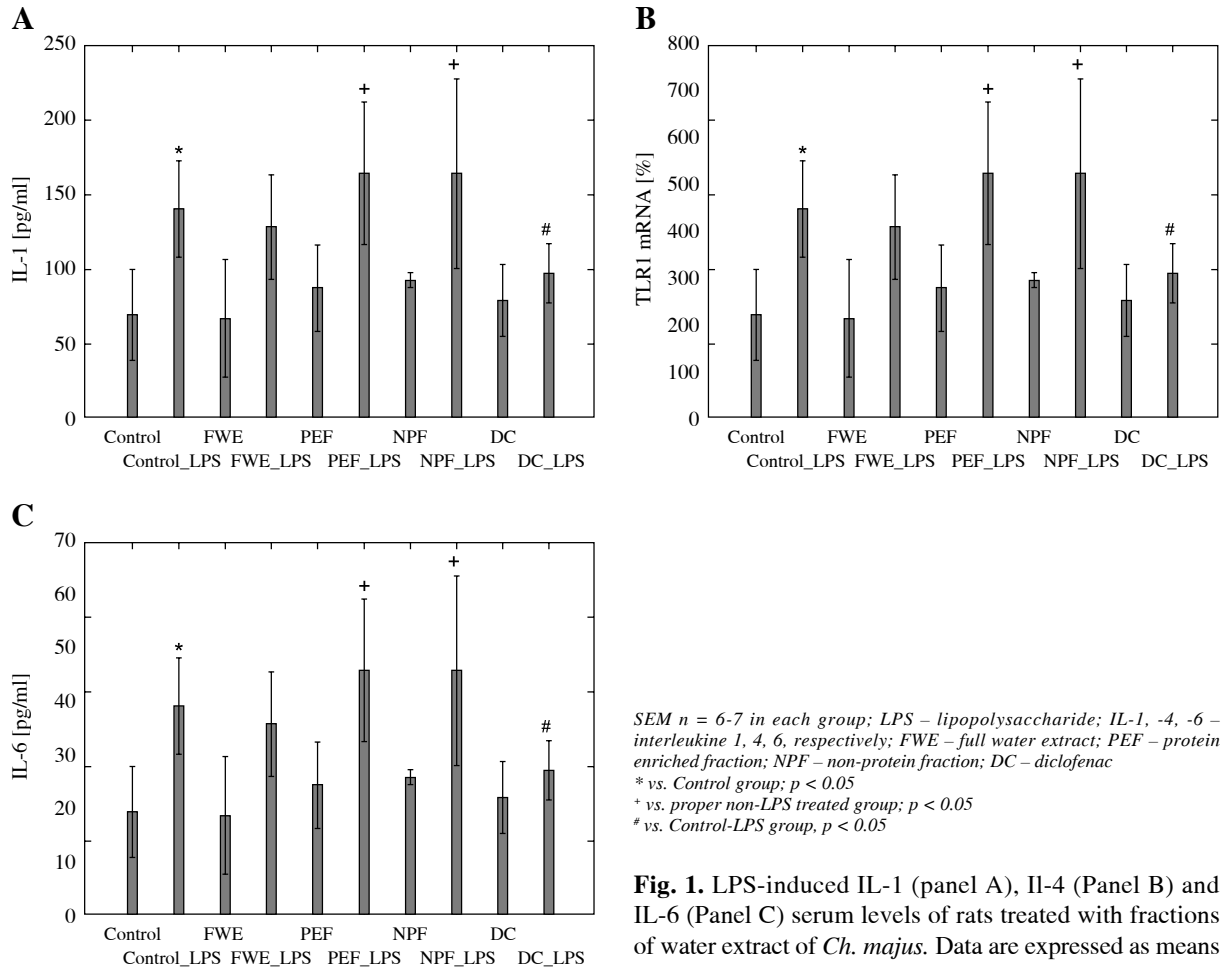 A
250
200
150
100
50
0
IL-1 [pg/ml]
*
+
+
#
Control FWE PEF NPF DC
Control_LPS FWE_LPS PEF_LPS NPF_LPS DC_LPS
B
800
700
600
500
400
300
200
100
0
TLR1 mRNA [%]
*
+
+
#
Control FWE PEF NPF DC
Control_LPS FWE_LPS PEF_LPS NPF_LPS DC_LPS
C
70
60
50
40
30
20
10
0
IL-6 [pg/ml]
*
+
+
#
Control FWE PEF NPF DC
Control_LPS FWE_LPS PEF_LPS NPF_LPS DC_LPS
SEM n = 6-7 in each group; LPS – lipopolysaccharide; IL-1, -4, -6 –
interleukine 1, 4, 6, respectively; FWE – full water extract; PEF – protein
enriched fraction; NPF – non-protein fraction; DC – diclofenac
* vs. Control group; p < 0.05
+ vs. proper non-LPS treated group; p < 0.05
# vs. Control-LPS group, p < 0.05
Fig. 1. LPS-induced IL-1 (panel A), Il-4 (Panel B) and
IL-6 (Panel C) serum levels of rats treated with fractions
of water extract of Ch. majus. Data are expressed as means